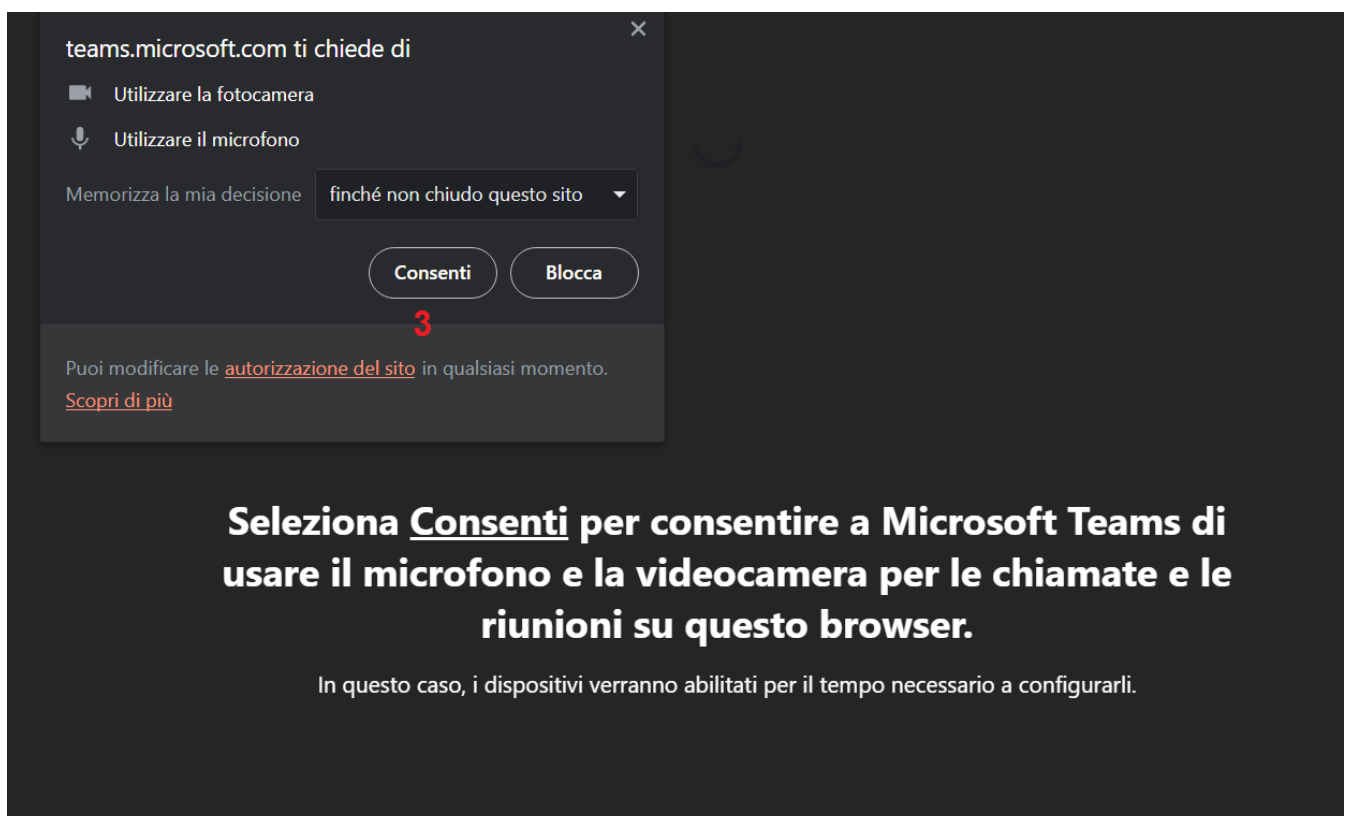 teams.microsoft.com ti chiede di
Utilizzare la fotocamera
Utilizzare il microfono
Memorizza la mia decisione finché non chiudo questo sito
Consenti Blocca
3
Puoi modificare le autorizzazione del sito in qualsiasi momento.
Scopri di più
Seleziona Consenti per consentire a Microsoft Teams di
usare il microfono e la videocamera per le chiamate e le
riunioni su questo browser.
In questo caso, i dispositivi verranno abilitati per il tempo necessario a configurarli.